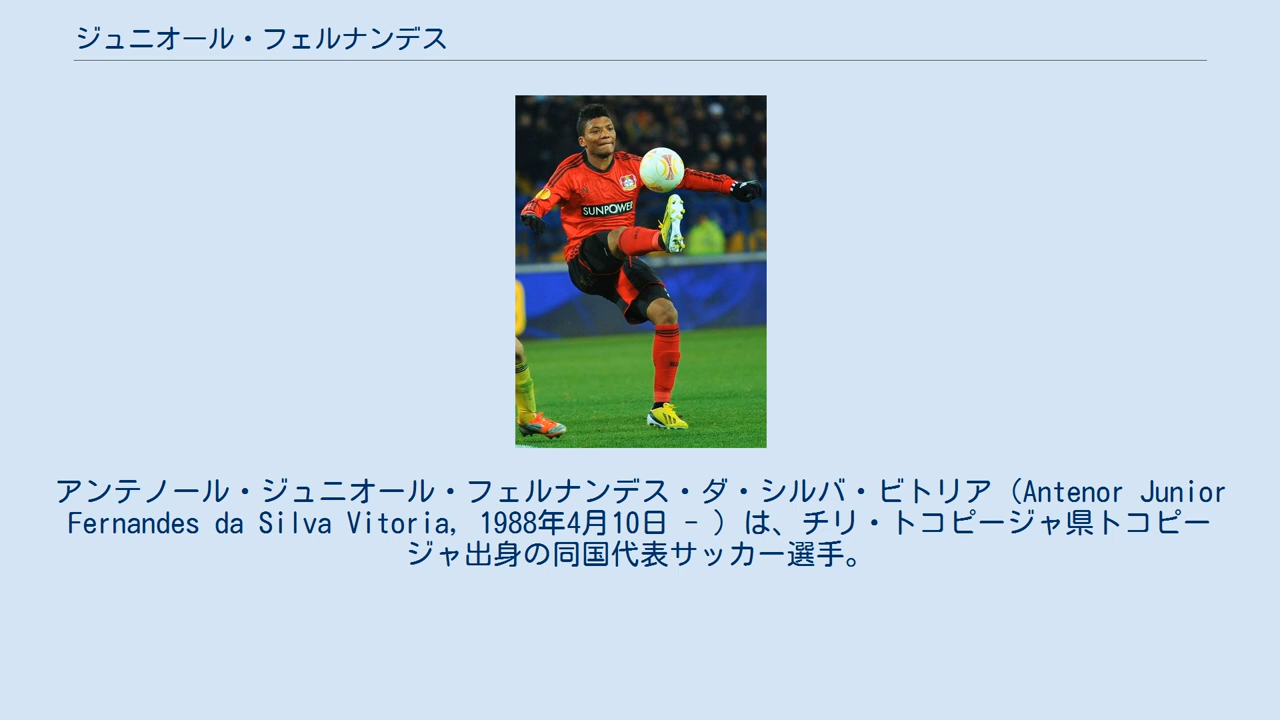 ジュニオール・フェルナンデス
SUNPOWER
アンテノール・ジュニオール・フェルナンデス・ダ・シルバ・ビトリア（Antenor Junior
Fernandes da Silva Vitoria, 1988年4月10日 - ）は、チリ・トコピージャ県トコピー
ジャ出身の同国代表サッカー選手。